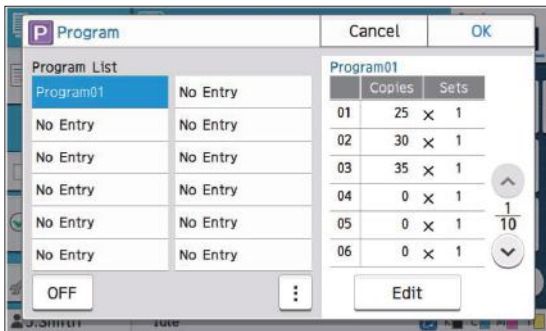 P Program Cancel OK
Program List Program01
Copies Sets
Program01 No Entry
01 25 × 1
No Entry No Entry
02 30 × 1
No Entry No Entry
03 35 × 1
No Entry No Entry
04 0 × 1
No Entry No Entry
05 0 × 1
No Entry No Entry
06 0 × 1
1
10
OFF Edit
Idle